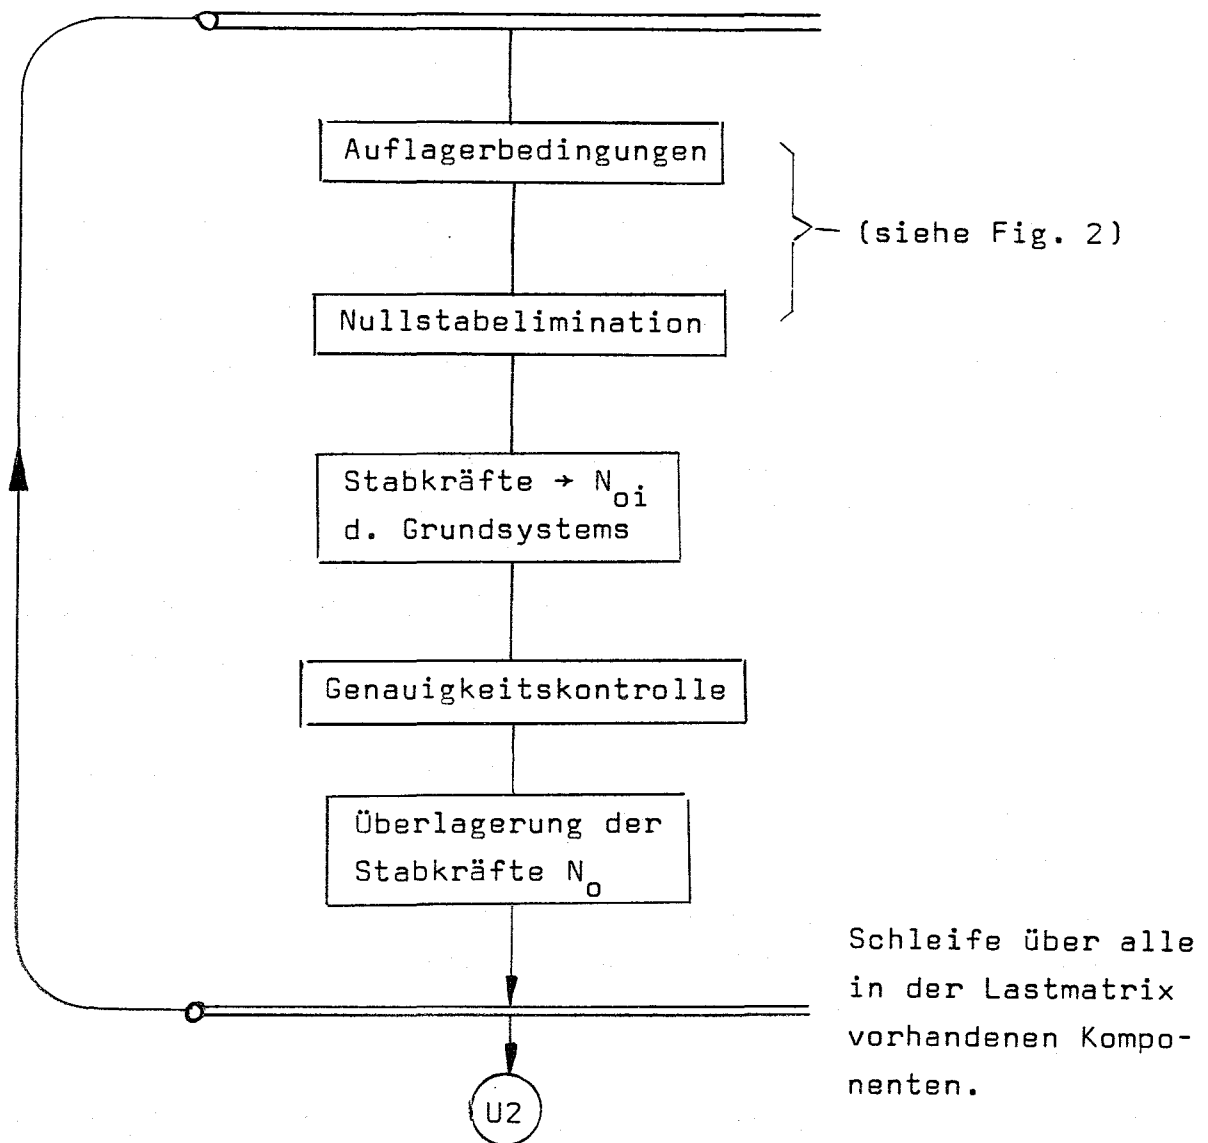 Auflagerbedingungen
(siehe Fig. 2)
Nullstabelimination
Stabkräfte → N_oi
d. Grundsystems
Genauigkeitskontrolle
Überlagerung der
Stabkräfte N_o
Schleife über alle
in der Lastmatrix
vorhandenen Kompo-
nenten.
U2